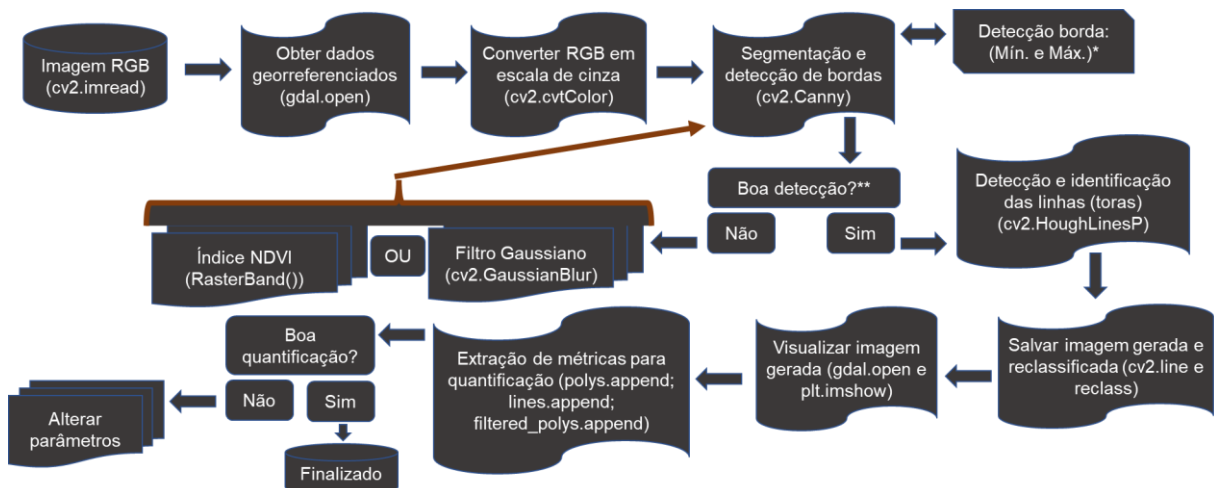 Imagem RGB
(cv2.imread)
Obter dados
georreferenciados
(gdal.open)
Converter RGB em
escala de cinza
(cv2.cvtColor)
Segmentação e
detecção de bordas
(cv2.Canny)
Detecção borda:
(Mín. e Máx.)*
Boa detecção?**
Não
Sim
Detecção e identificação
das linhas (toras)
(cv2.HoughLinesP)
Índice NDVI
(RasterBand())
OU
Filtro Gaussiano
(cv2.GaussianBlur)
Salvar imagem gerada e
reclassificada (cv2.line e
reclass)
Visualizar imagem
gerada (gdal.open e
plt.imshow)
Extração de métricas para
quantificação (polys.append;
lines.append;
filtered_polys.append)
Boa
quantificação?
Não
Sim
Alterar
parâmetros
Finalizado